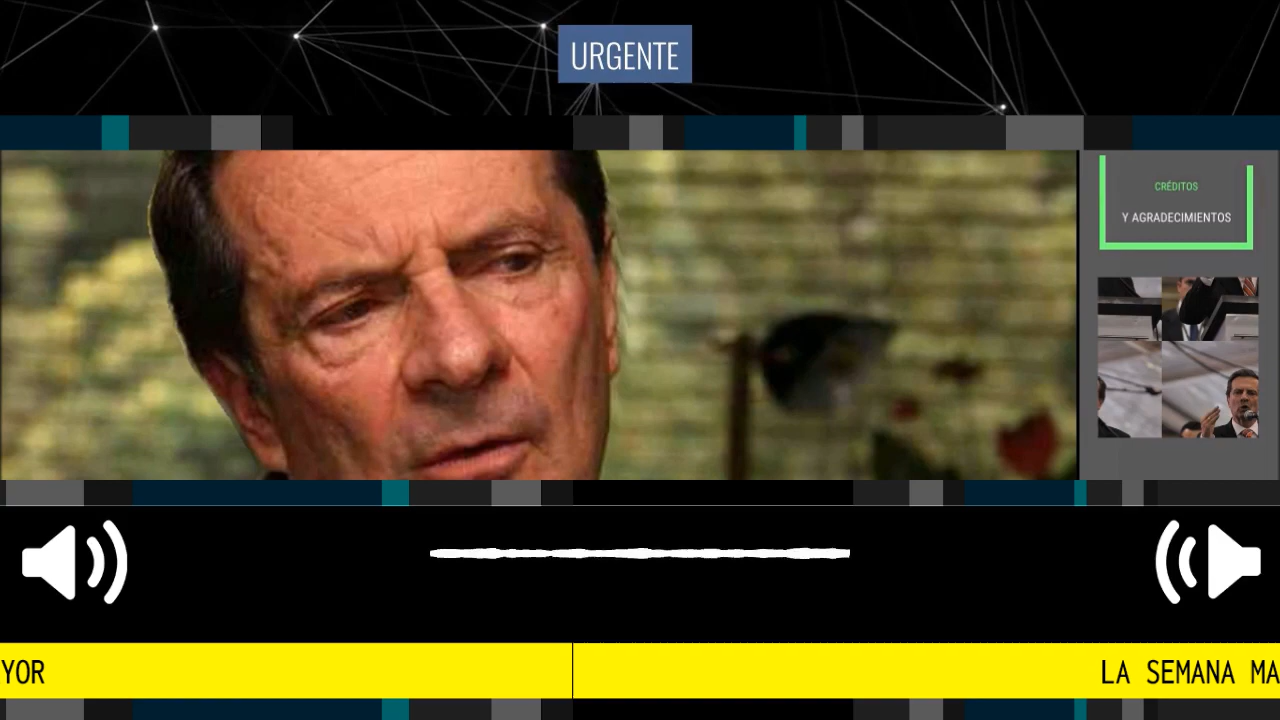 URGENTE
CRÉDITOS
Y AGRADECIMIENTOS
YOR
LA SEMANA MA